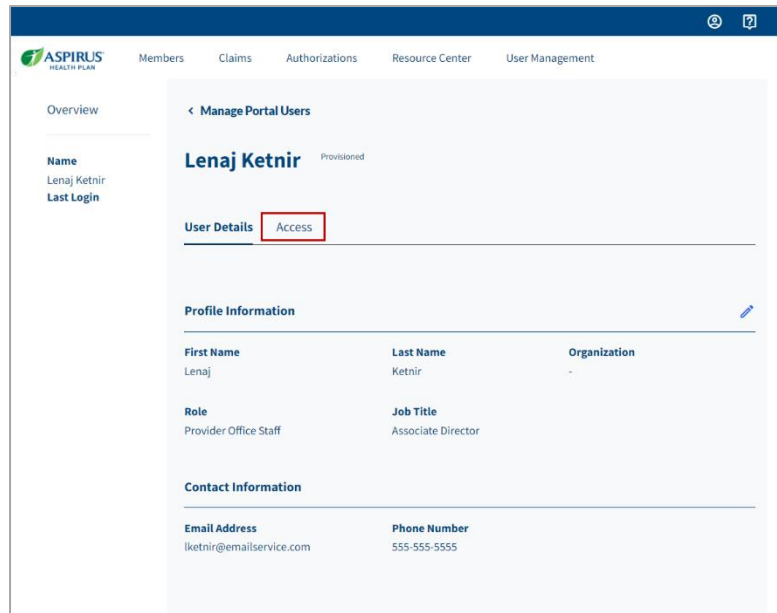 ASPIRUS
HEALTH PLAN
Members Claims Authorizations Resource Center User Management
Overview
Name
Lenaj Ketnir
Last Login
< Manage Portal Users
Lenaj Ketnir Provisioned
User Details Access
Profile Information
First Name Last Name Organization
Lenaj Ketnir -
Role Job Title
Provider Office Staff Associate Director
Contact Information
Email Address Phone Number
lketnir@emailservice.com 555-555-5555